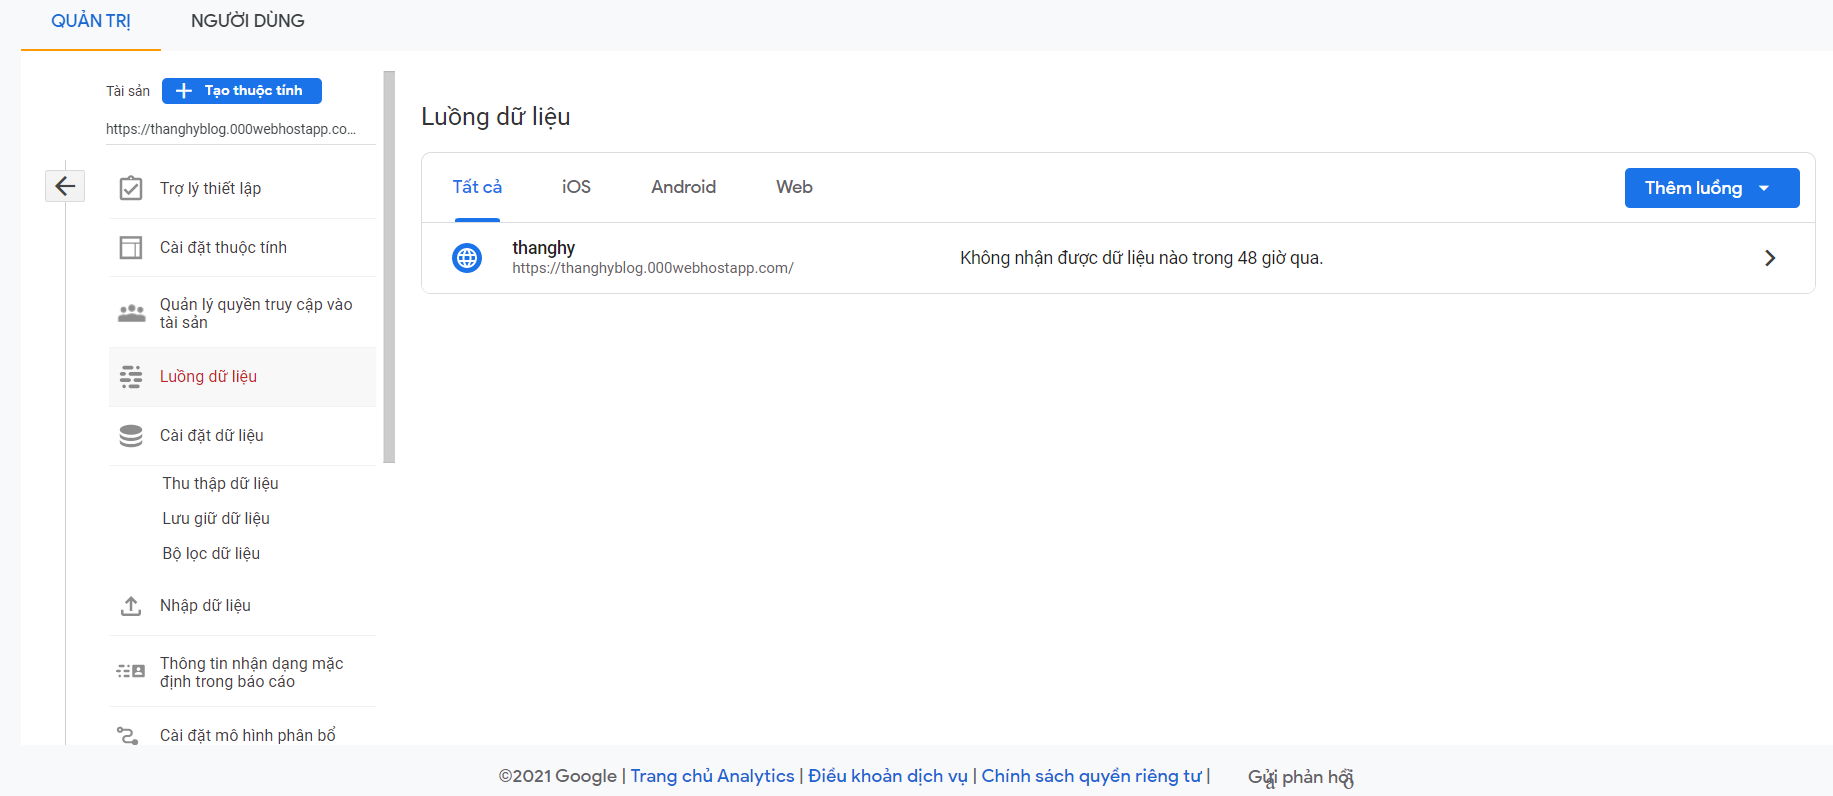 QUẢN TRỊ
NGƯỜI DÙNG
Tài sản
Tạo thuộc tính
https://thanghyblog.000webhostapp.co...
Trợ lý thiết lập
Cài đặt thuộc tính
Quản lý quyền truy cập vào
tài sản
Luồng dữ liệu
Cài đặt dữ liệu
Thu thập dữ liệu
Lưu giữ dữ liệu
Bộ lọc dữ liệu
Nhập dữ liệu
Thông tin nhận dạng mặc
định trong báo cáo
Cài đặt mô hình phân bổ
Luồng dữ liệu
Tất cả
iOS
Android
Web
Thêm luồng
thanghy
https://thanghyblog.000webhostapp.com/
Không nhận được dữ liệu nào trong 48 giờ qua.
©2021 Google | Trang chủ Analytics | Điều khoản dịch vụ | Chính sách quyền riêng tư | Gửi phản hồi